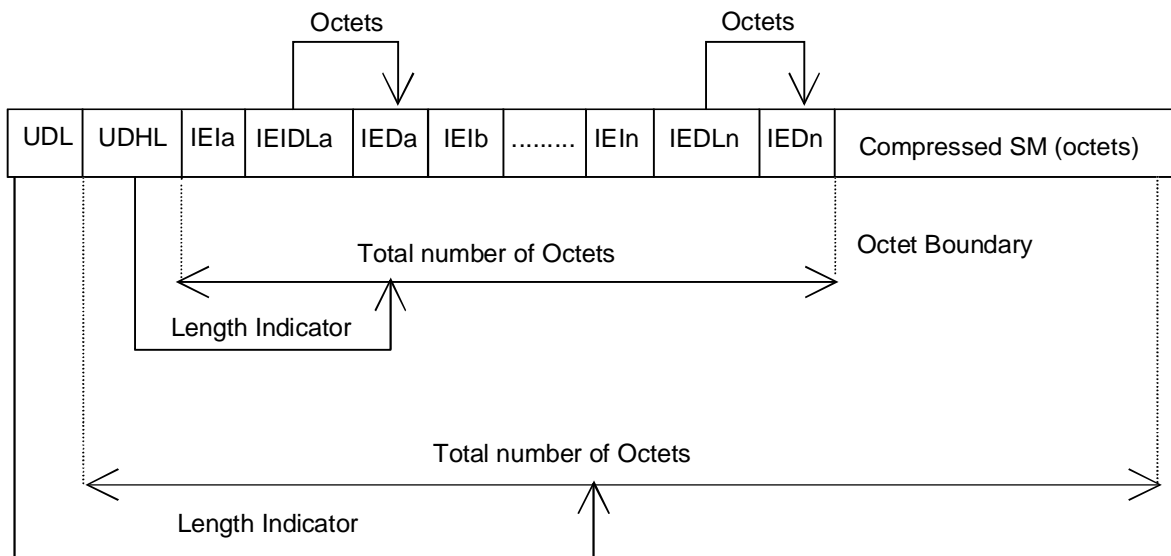 Octets Octets
UDL UDHL IEIa IEIDLa IEDa IEIb ......... IEIn IEDLn IEDn Compressed SM (octets)
Total number of Octets Octet Boundary
Length Indicator
Total number of Octets
Length Indicator